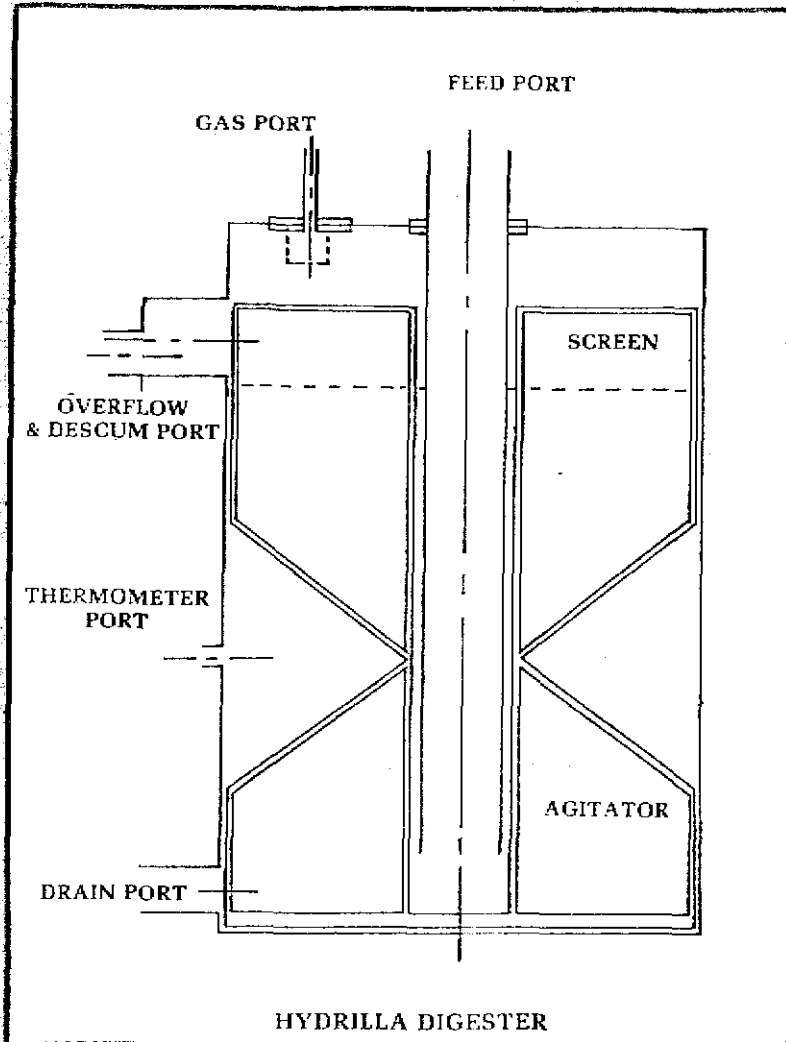 FEED PORT
GAS PORT
SCREEN
OVERFLOW
& DESCUM PORT
THERMOMETER
PORT
AGITATOR
DRAIN PORT
HYDRILLA DIGESTER